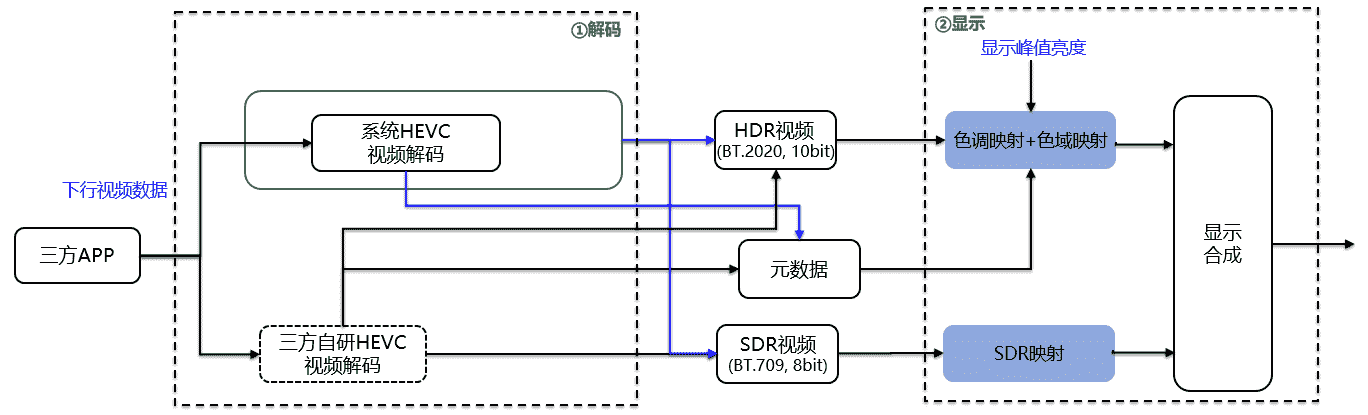 ①解码
②显示
显示峰值亮度
系统HEVC
视频解码
HDR视频
(BT.2020, 10bit)
色调映射+色域映射
下行视频数据
三方APP
元数据
显示
合成
三方自研HEVC
视频解码
SDR视频
(BT.709, 8bit)
SDR映射